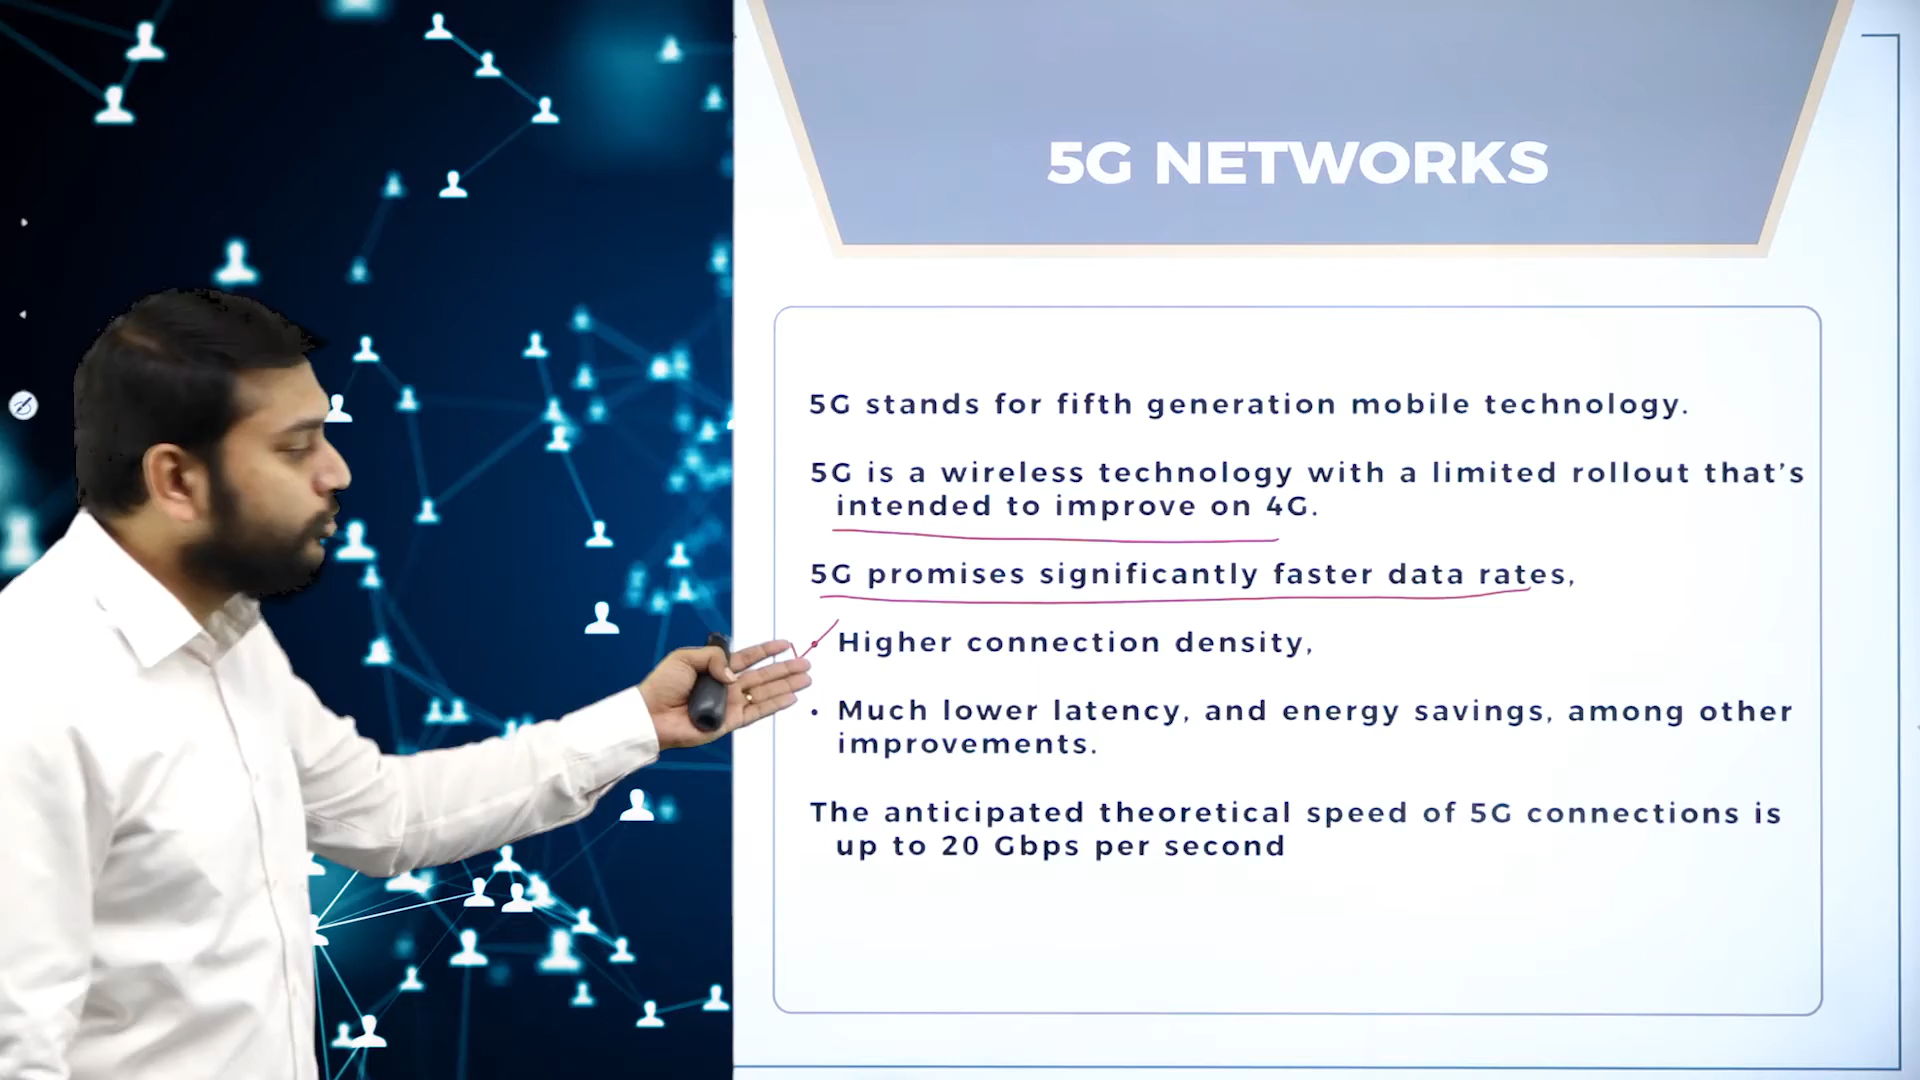 5G NETWORKS
5G stands for fifth generation mobile technology.
5G is a wireless technology with a limited rollout that's
intended to improve on 4G.
5G promises significantly faster data rates,
Higher connection density,
• Much lower latency, and energy savings, among other
improvements.
The anticipated theoretical speed of 5G connections is
up to 20 Gbps per second